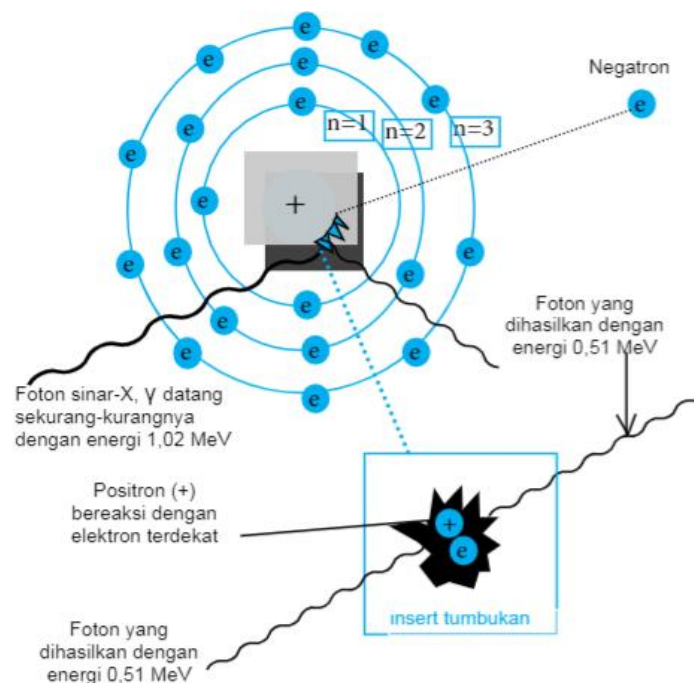 e
e
e
Negatron
e
e
e
e
n=1
n=2
n=3
e
e
e
e
+
e
e
e
e
e
e
e
e
e
Foton yang
dihasilkan dengan
energi 0,51 MeV
Foton sinar-X, γ datang
sekurang-kurangnya
dengan energi 1,02 MeV
Positron (+)
bereaksi dengan
elektron terdekat
+
e
insert tumbukan
Foton yang
dihasilkan dengan
energi 0,51 MeV